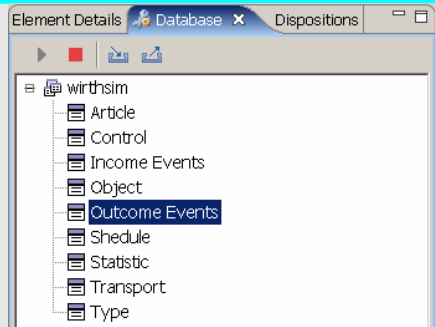 Element Details Database Dispositions
wirthsim
Article
Control
Income Events
Object
Outcome Events
Shedule
Statistic
Transport
Type